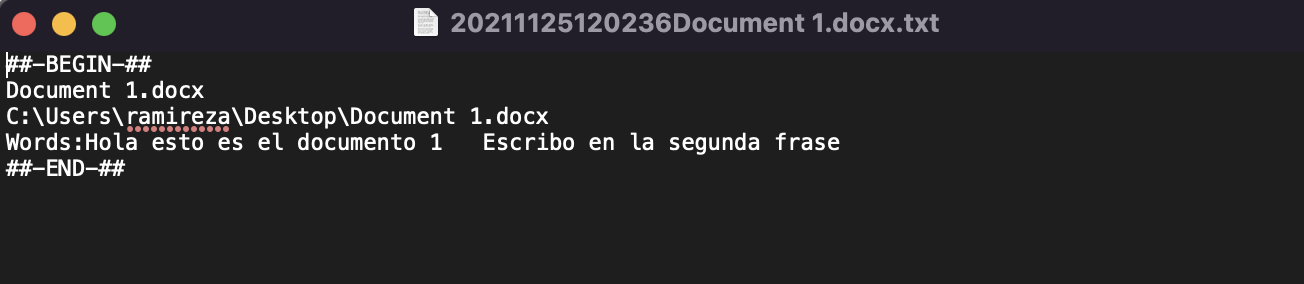 20211125120236Document 1.docx.txt
##-BEGIN-##
Document 1.docx
C:\Users\ramireza\Desktop\Document 1.docx
Words:Hola esto es el documento 1   Escribo en la segunda frase
##-END-##